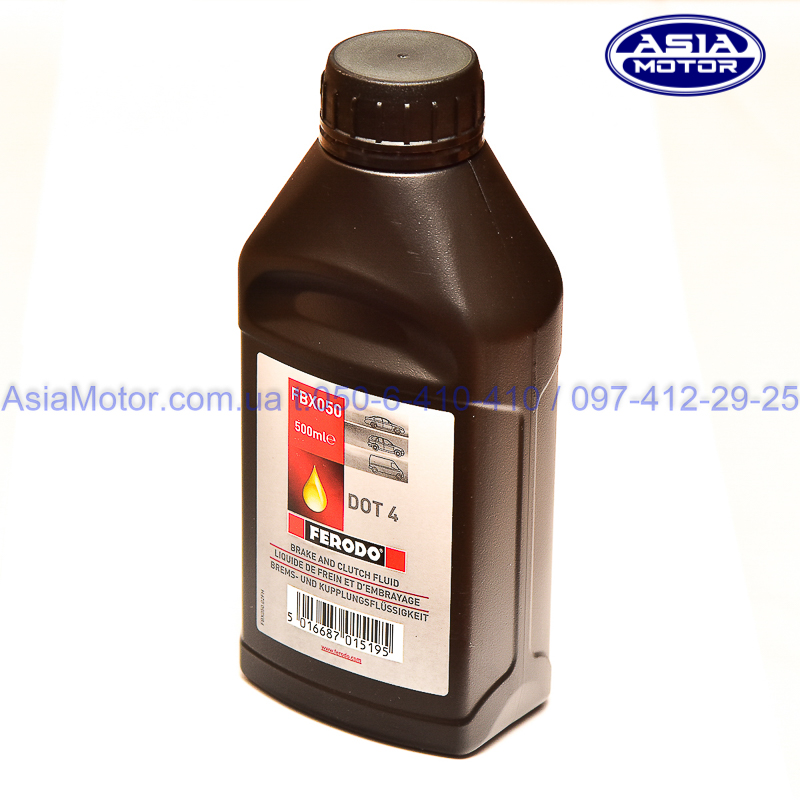 ASIA
MOTOR
AsiaMotor.com.ua t.050-6-410-410 / 097-412-29-25
FBX050
500ml℮
DOT 4
FERODO®
BRAKE AND CLUTCH FLUID
LIQUIDE DE FREIN ET D'EMBRAYAGE
BREMS- UND KUPPLUNGSFLÜSSIGKEIT
5 016687 015195
www.ferodo.com